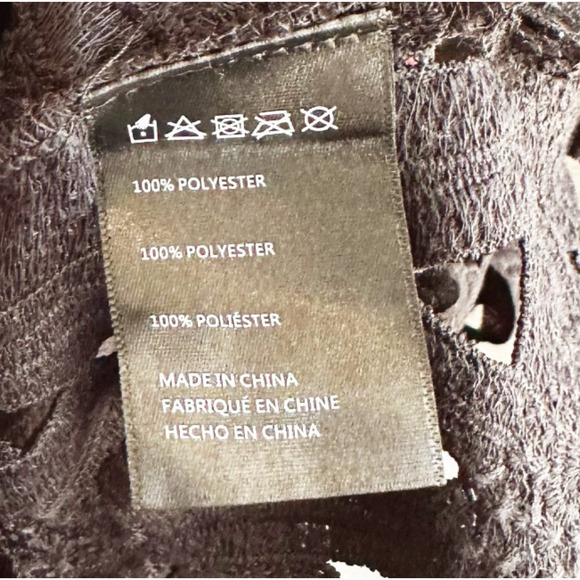 100% POLYESTER
100% POLYESTER
100% POLIÉSTER
MADE IN CHINA
FABRIQUÉ EN CHINE
HECHO EN CHINA